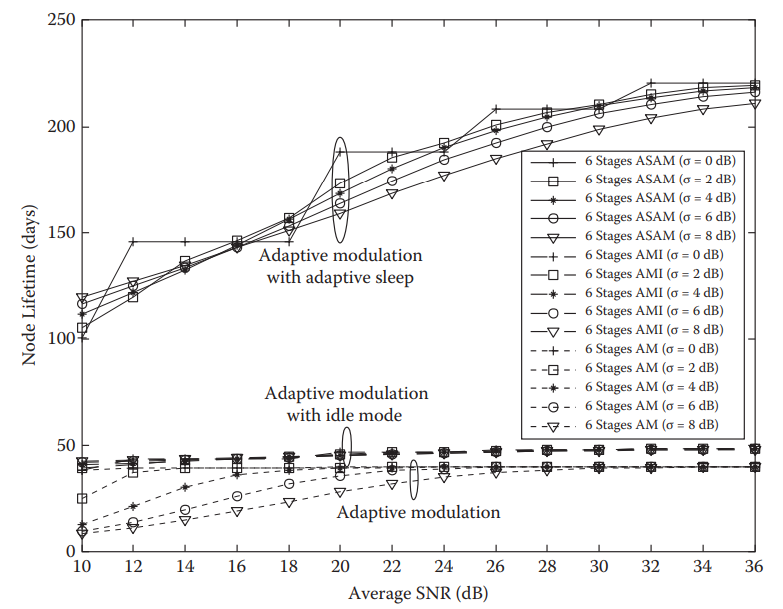 250
200
150
100
50
0
Node Lifetime (days)
6 Stages ASAM (σ = 0 dB)
6 Stages ASAM (σ = 2 dB)
6 Stages ASAM (σ = 4 dB)
6 Stages ASAM (σ = 6 dB)
6 Stages ASAM (σ = 8 dB)
6 Stages AMI (σ = 0 dB)
6 Stages AMI (σ = 2 dB)
6 Stages AMI (σ = 4 dB)
6 Stages AMI (σ = 6 dB)
6 Stages AMI (σ = 8 dB)
6 Stages AM (σ = 0 dB)
6 Stages AM (σ = 2 dB)
6 Stages AM (σ = 4 dB)
6 Stages AM (σ = 6 dB)
6 Stages AM (σ = 8 dB)
Adaptive modulation
with adaptive sleep
Adaptive modulation
with idle mode
Adaptive modulation
10 12 14 16 18 20 22 24 26 28 30 32 34 36
Average SNR (dB)